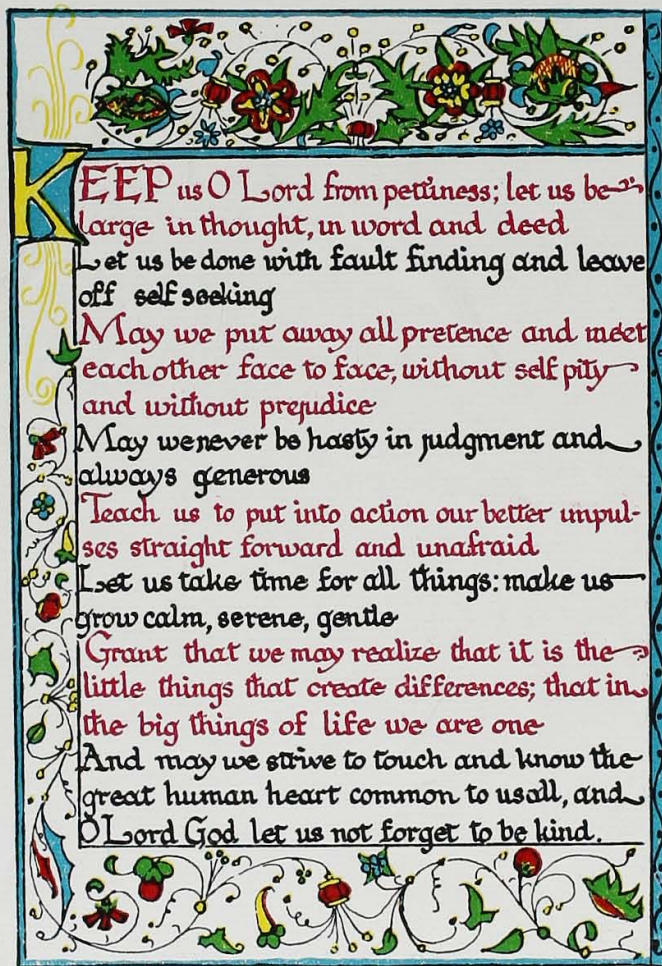 KEEP us O Lord from pettiness; let us be
large in thought, in word and deed
Let us be done with fault finding and leave
off self seeking
May we put away all pretence and meet
each other face to face, without self pity
and without prejudice
May we never be hasty in judgment and
always generous
Teach us to put into action our better impul-
ses straight forward and unafraid
Let us take time for all things: make us
grow calm, serene, gentle
Grant that we may realize that it is the
little things that create differences; that in
the big things of life we are one
And may we strive to touch and know the
great human heart common to us all, and
O Lord God let us not forget to be kind.